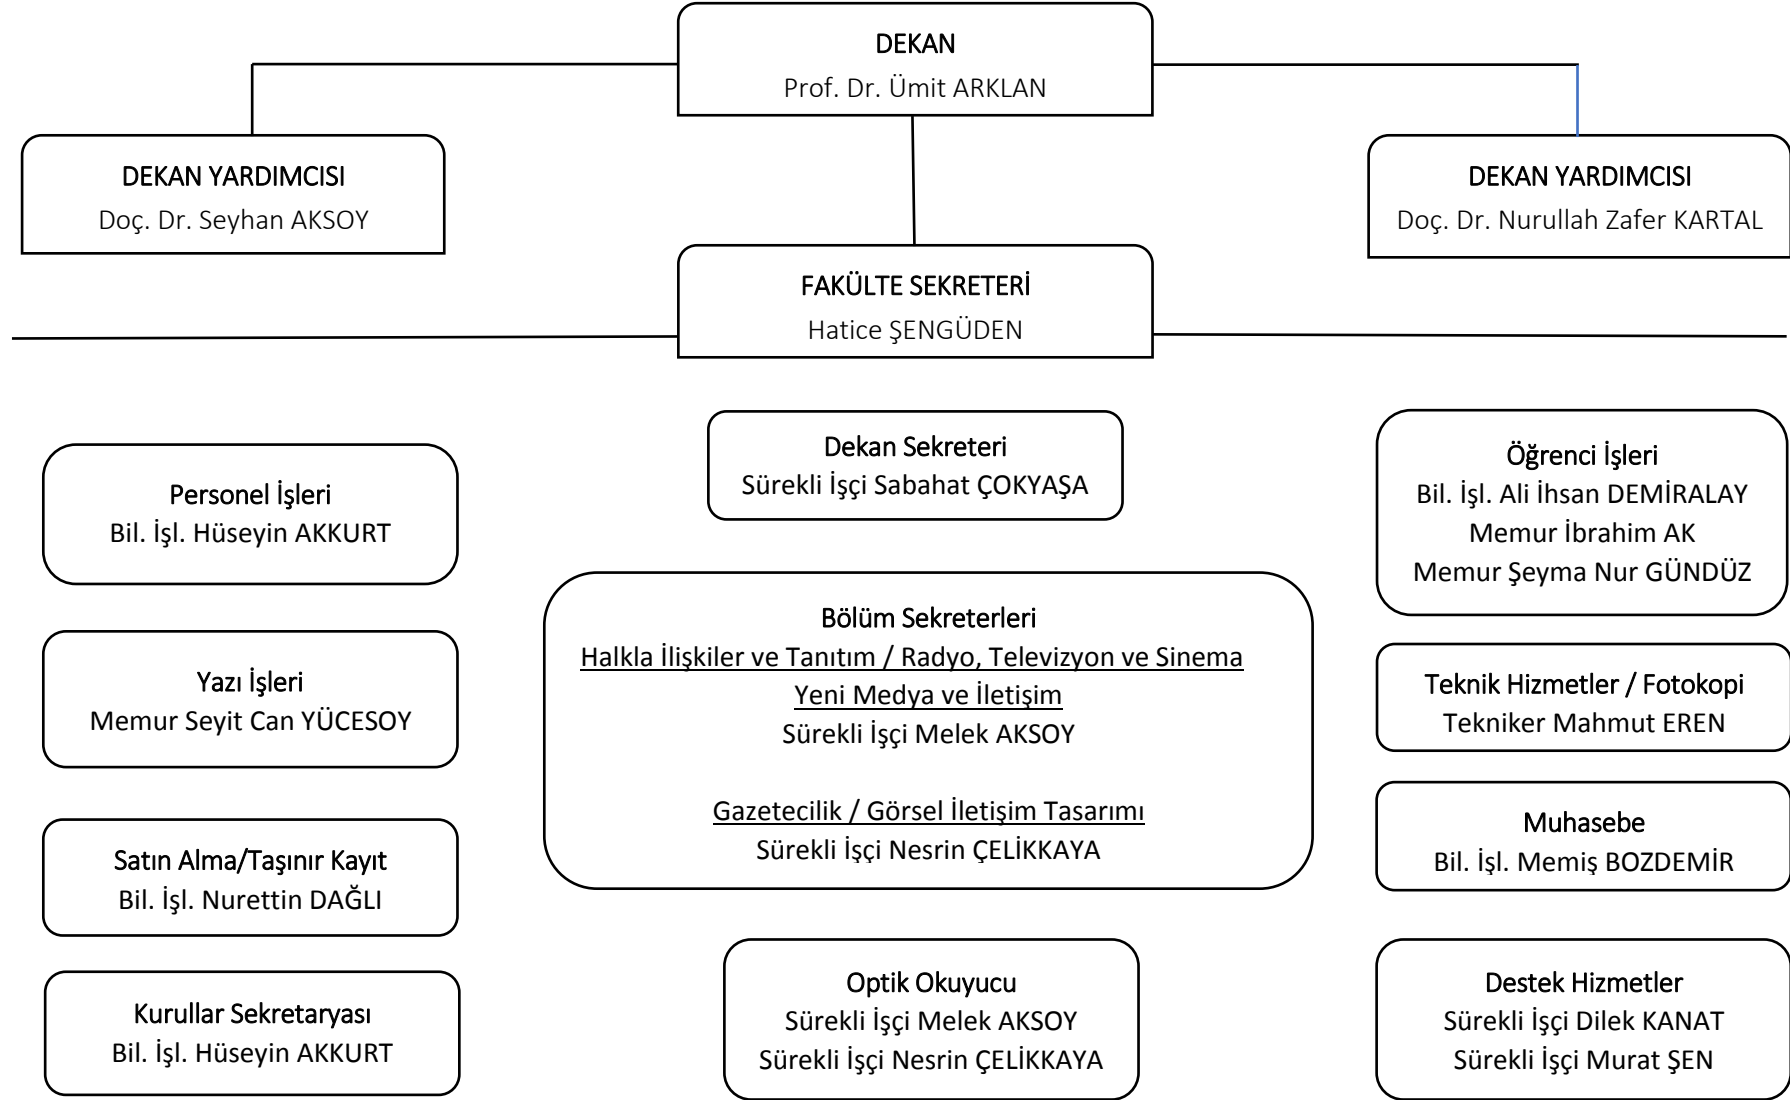 DEKAN
Prof. Dr. Ümit ARKLAN
DEKAN YARDIMCISI
Doç. Dr. Seyhan AKSOY
DEKAN YARDIMCISI
Doç. Dr. Nurullah Zafer KARTAL
FAKÜLTE SEKRETERİ
Hatice ŞENGÜDEN
Personel İşleri
Bil. İşl. Hüseyin AKKURT
Yazı İşleri
Memur Seyit Can YÜCESOY
Satın Alma/Taşınır Kayıt
Bil. İşl. Nurettin DAĞLI
Kurullar Sekretaryası
Bil. İşl. Hüseyin AKKURT
Dekan Sekreteri
Sürekli İşçi Sabahat ÇOKYAŞA
Bölüm Sekreterleri
Halkla İlişkiler ve Tanıtım / Radyo, Televizyon ve Sinema
Yeni Medya ve İletişim
Sürekli İşçi Melek AKSOY
Gazetecilik / Görsel İletişim Tasarımı
Sürekli İşçi Nesrin ÇELİKKAYA
Optik Okuyucu
Sürekli İşçi Melek AKSOY
Sürekli İşçi Nesrin ÇELİKKAYA
Öğrenci İşleri
Bil. İşl. Ali İhsan DEMİRALAY
Memur İbrahim AK
Memur Şeyma Nur GÜNDÜZ
Teknik Hizmetler / Fotokopi
Tekniker Mahmut EREN
Muhasebe
Bil. İşl. Memiş BOZDEMİR
Destek Hizmetler
Sürekli İşçi Dilek KANAT
Sürekli İşçi Murat ŞEN